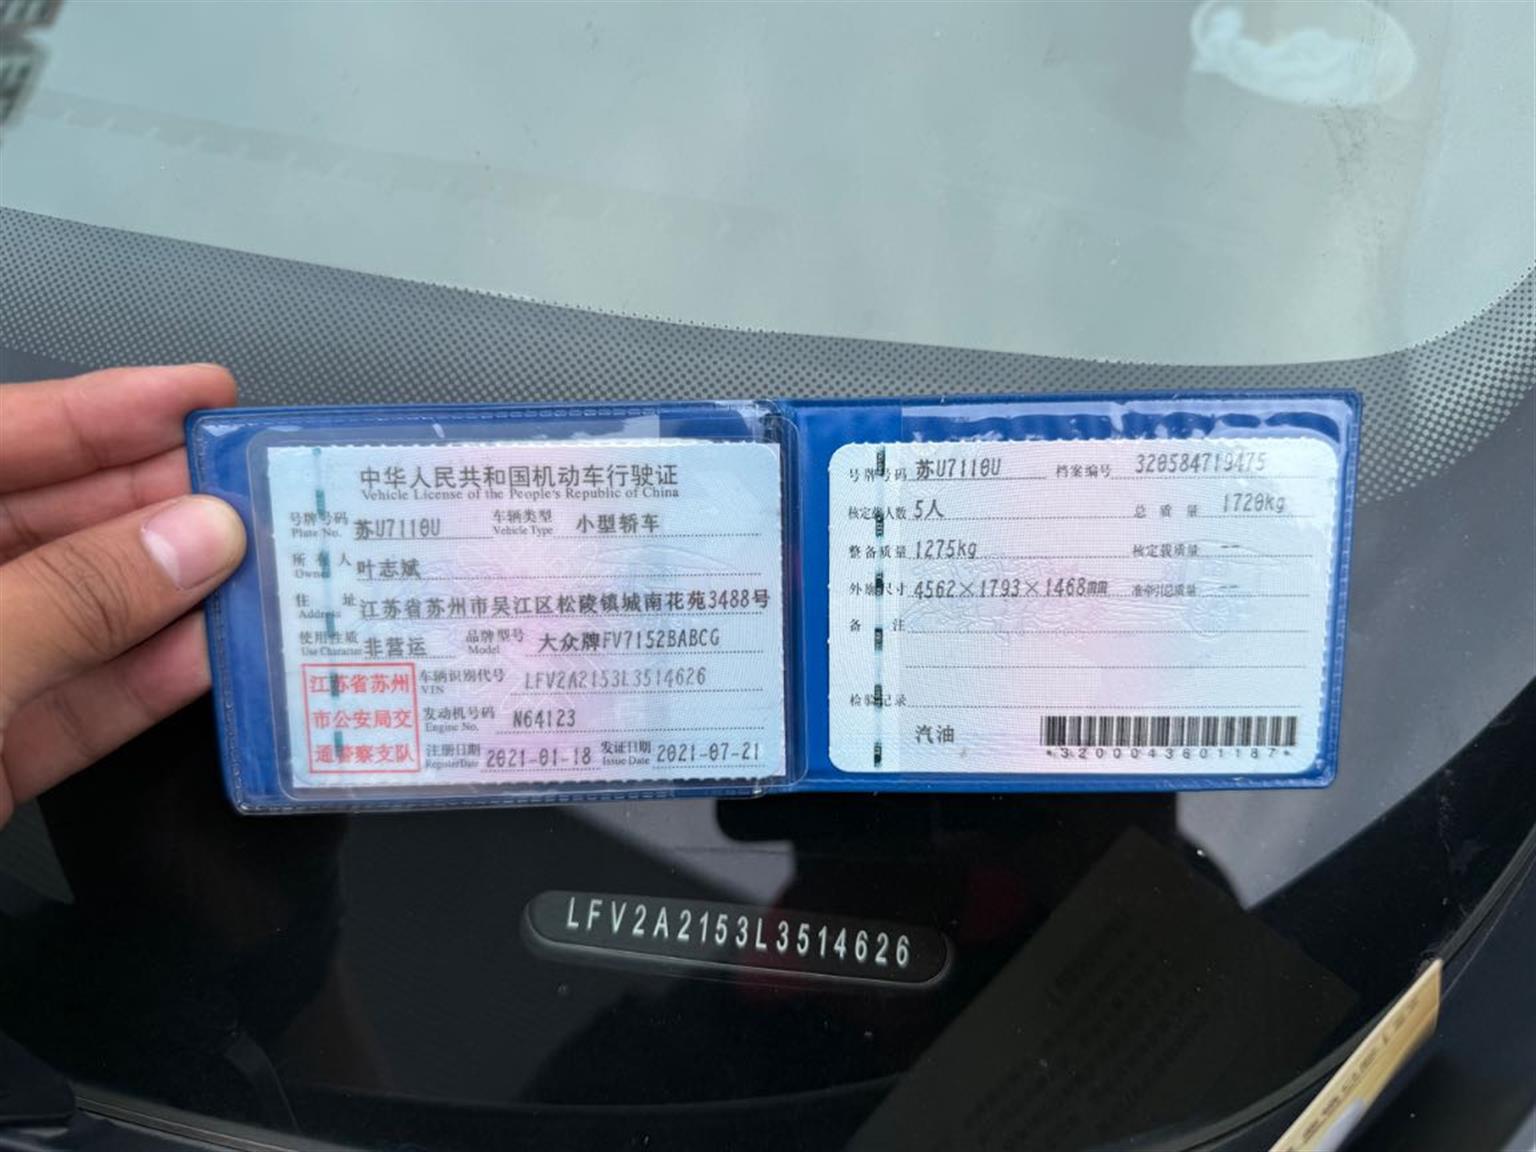 中华人民共和国机动车行驶证
Vehicle License of the People's Republic of China
号牌号码 苏U7110U 车辆类型 小型轿车
Plate No. Vehicle Type
所有人 叶志斌
Owner
住址 江苏省苏州市吴江区松陵镇城南花苑3488号
Address
使用性质 非营运 品牌型号 大众牌FV7152BABCG
Use Character Model
江苏省苏州
市公安局交
通警察支队
车辆识别代号 LFV2A2153L3514626
VIN
发动机号码 N64123
Engine No.
注册日期 2021-01-18 发证日期 2021-07-21
Register Date Issue Date
号牌号码 苏U7110U 档案编号 320584719475
核定载人数 5人 总质量 1720kg
整备质量 1275kg 核定载质量 --
外廓尺寸 4562×1793×1468mm 准牵引总质量 --
备注
检验记录
汽油
*3200043601187*
LFV2A2153L3514626